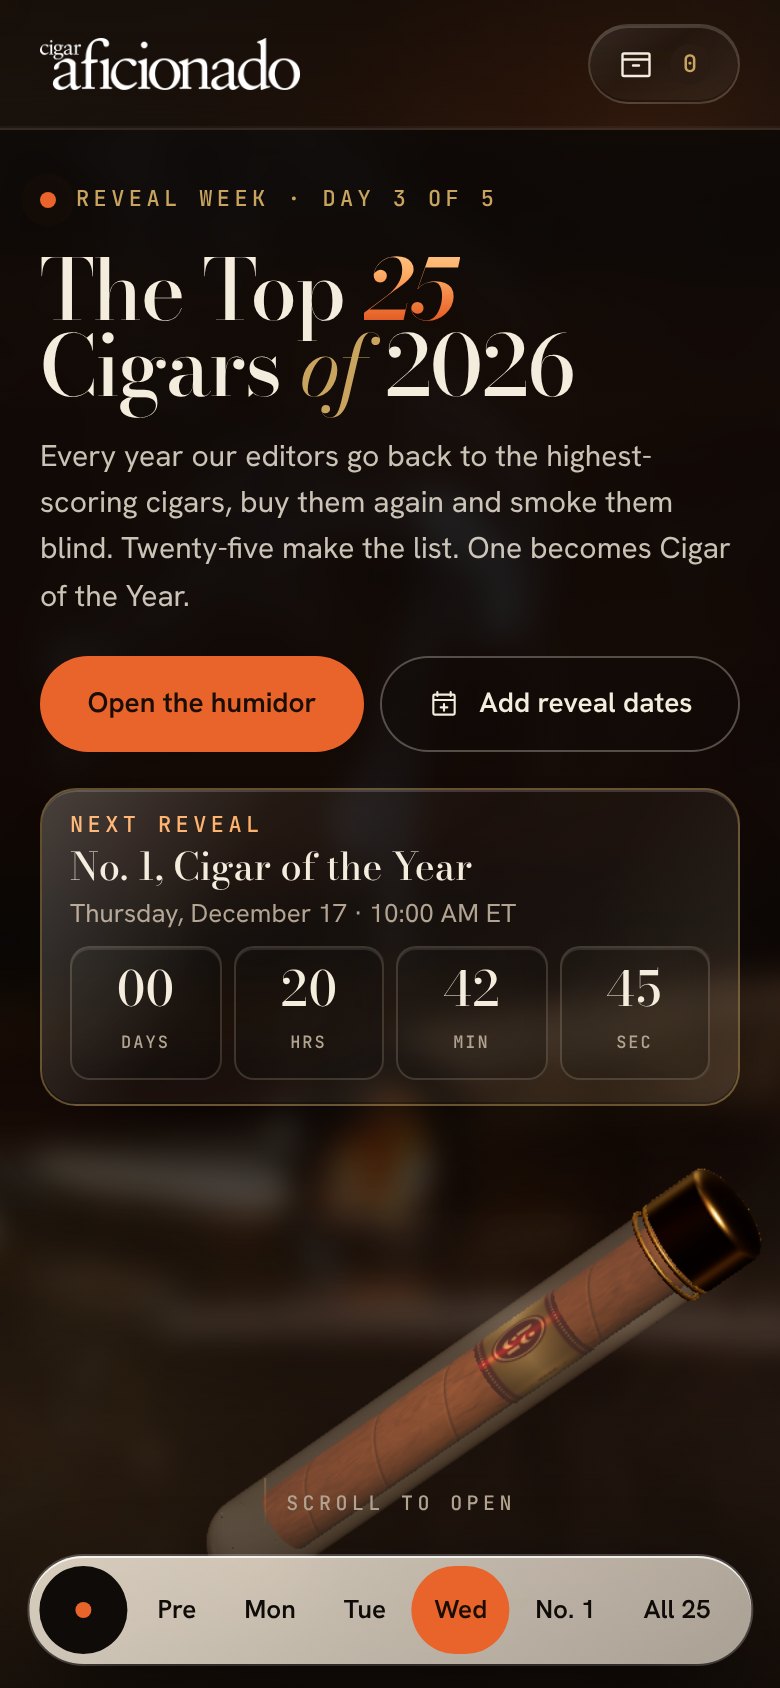 cigar
aficionado
0
REVEAL WEEK · DAY 3 OF 5
The Top 25
Cigars of 2026
Every year our editors go back to the highest-
scoring cigars, buy them again and smoke them
blind. Twenty-five make the list. One becomes Cigar
of the Year.
Open the humidor
Add reveal dates
NEXT REVEAL
No. 1, Cigar of the Year
Thursday, December 17 · 10:00 AM ET
00 20 42 45
DAYS HRS MIN SEC
25
SCROLL TO OPEN
Pre Mon Tue Wed No. 1 All 25